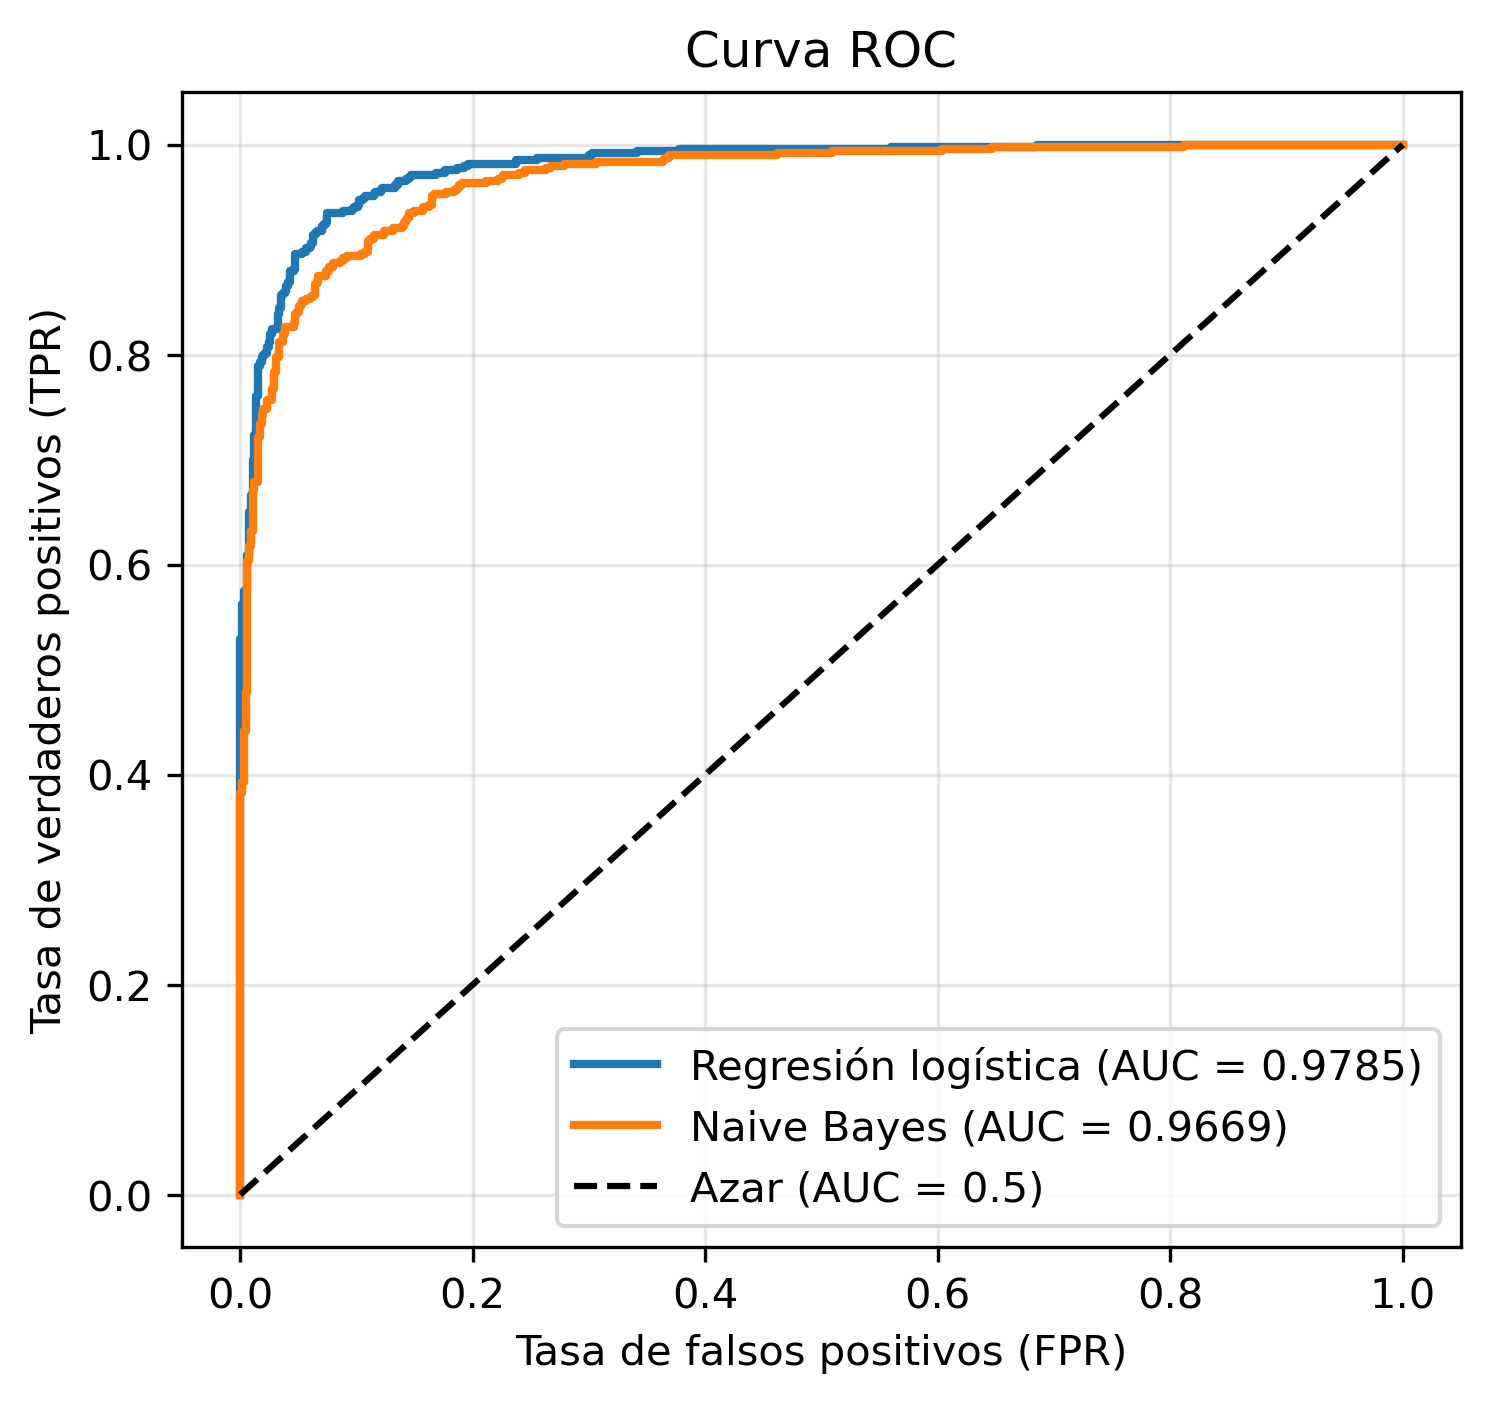 Curva ROC
Tasa de verdaderos positivos (TPR)
1.0
0.8
0.6
0.4
0.2
0.0
Regresión logística (AUC = 0.9785)
Naive Bayes (AUC = 0.9669)
Azar (AUC = 0.5)
0.0 0.2 0.4 0.6 0.8 1.0
Tasa de falsos positivos (FPR)